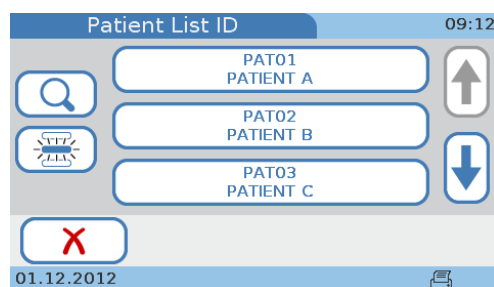 Patient List ID
09:12
PAT01
PATIENT A
PAT02
PATIENT B
PAT03
PATIENT C
01.12.2012